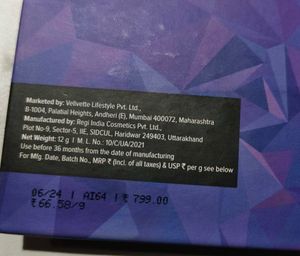 Marketed by: Vellvette Lifestyle Pvt. Ltd.,
B-1004, Palatial Heights, Andheri (E), Mumbai 400072, Maharashtra
Manufactured by: Regi India Cosmetics Pvt. Ltd.,
Plot No-9, Sector-5, IIE, SIDCUL, Haridwar 249403, Uttarakhand
Net Weight: 12 g | M. L. No.: 10/C/UA/2021
Use before 36 months from the date of manufacturing
For Mfg. Date, Batch No., MRP ₹ (Incl. of all taxes) & USP ₹ per g see below
06/24 | AI64 | ₹ 799.00
₹66.58/g